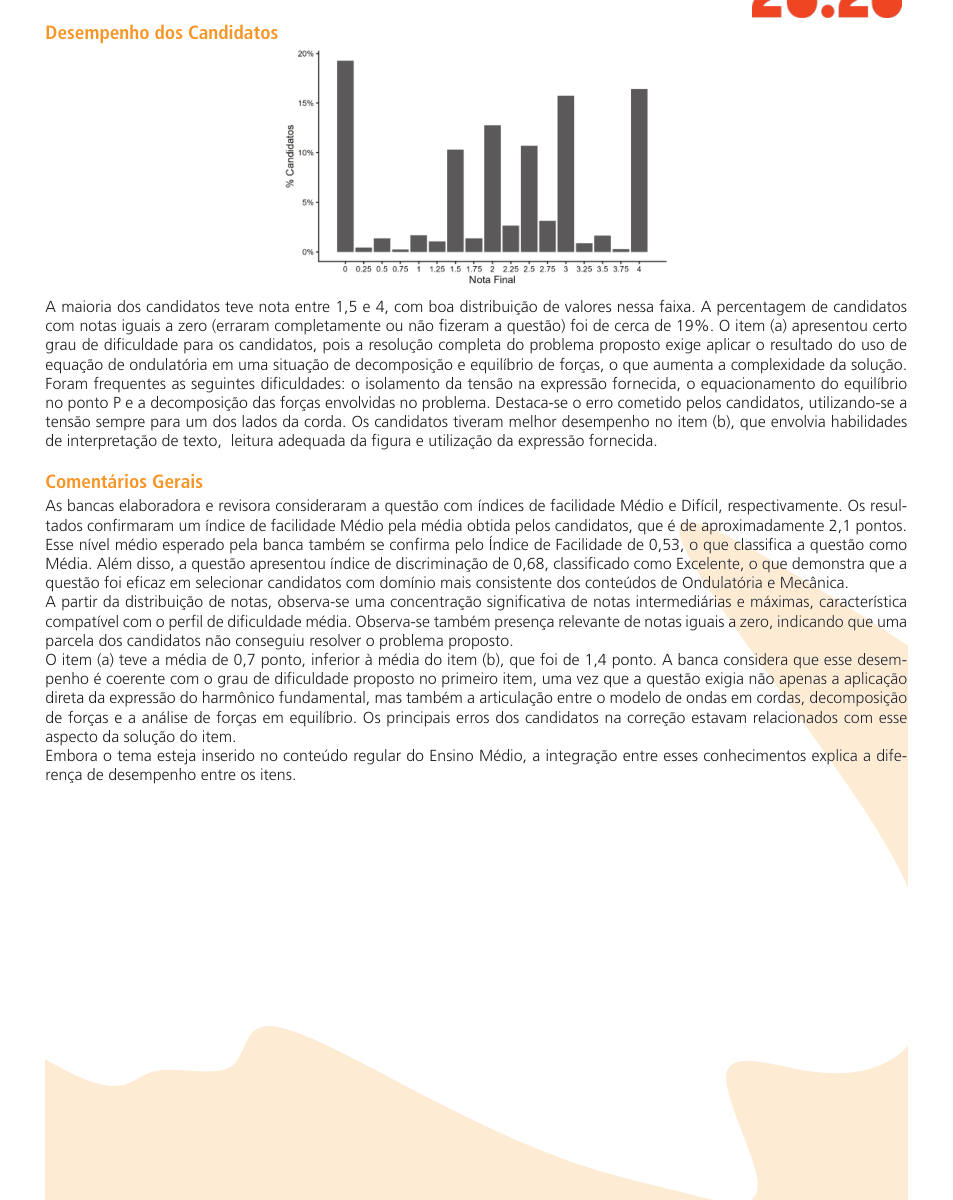 Desempenho dos Candidatos
20%
15%
10%
5%
0%
% Candidatos
0 0.25 0.5 0.75 1 1.25 1.5 1.75 2 2.25 2.5 2.75 3 3.25 3.5 3.75 4
Nota Final
A maioria dos candidatos teve nota entre 1,5 e 4, com boa distribuição de valores nessa faixa. A percentagem de candidatos
com notas iguais a zero (erraram completamente ou não fizeram a questão) foi de cerca de 19%. O item (a) apresentou certo
grau de dificuldade para os candidatos, pois a resolução completa do problema proposto exige aplicar o resultado do uso de
equação de ondulatória em uma situação de decomposição e equilíbrio de forças, o que aumenta a complexidade da solução.
Foram frequentes as seguintes dificuldades: o isolamento da tensão na expressão fornecida, o equacionamento do equilíbrio
no ponto P e a decomposição das forças envolvidas no problema. Destaca-se o erro cometido pelos candidatos, utilizando-se a
tensão sempre para um dos lados da corda. Os candidatos tiveram melhor desempenho no item (b), que envolvia habilidades
de interpretação de texto, leitura adequada da figura e utilização da expressão fornecida.
Comentários Gerais
As bancas elaboradora e revisora consideraram a questão com índices de facilidade Médio e Difícil, respectivamente. Os resul-
tados confirmaram um índice de facilidade Médio pela média obtida pelos candidatos, que é de aproximadamente 2,1 pontos.
Esse nível médio esperado pela banca também se confirma pelo Índice de Facilidade de 0,53, o que classifica a questão como
Média. Além disso, a questão apresentou índice de discriminação de 0,68, classificado como Excelente, o que demonstra que a
questão foi eficaz em selecionar candidatos com domínio mais consistente dos conteúdos de Ondulatória e Mecânica.
A partir da distribuição de notas, observa-se uma concentração significativa de notas intermediárias e máximas, característica
compatível com o perfil de dificuldade média. Observa-se também presença relevante de notas iguais a zero, indicando que uma
parcela dos candidatos não conseguiu resolver o problema proposto.
O item (a) teve a média de 0,7 ponto, inferior à média do item (b), que foi de 1,4 ponto. A banca considera que esse desem-
penho é coerente com o grau de dificuldade proposto no primeiro item, uma vez que a questão exigia não apenas a aplicação
direta da expressão do harmônico fundamental, mas também a articulação entre o modelo de ondas em cordas, decomposição
de forças e a análise de forças em equilíbrio. Os principais erros dos candidatos na correção estavam relacionados com esse
aspecto da solução do item.
Embora o tema esteja inserido no conteúdo regular do Ensino Médio, a integração entre esses conhecimentos explica a dife-
rença de desempenho entre os itens.